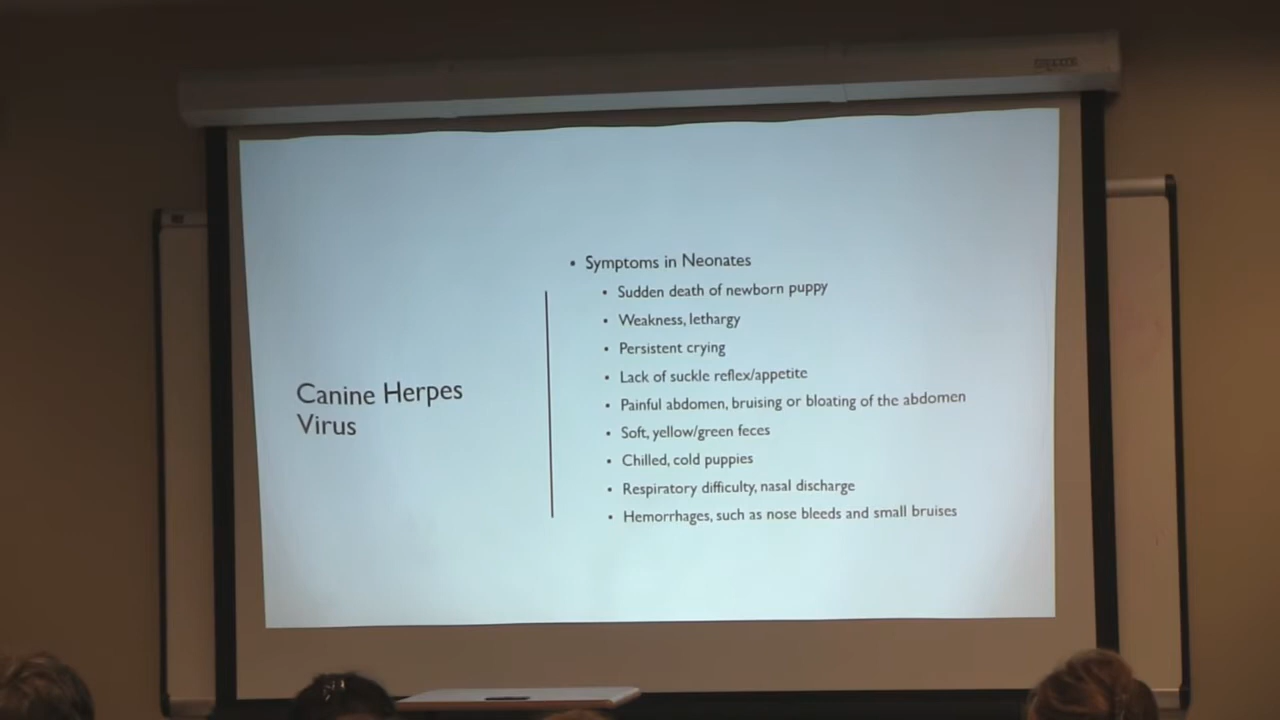 Canine Herpes
Virus
• Symptoms in Neonates
• Sudden death of newborn puppy
• Weakness, lethargy
• Persistent crying
• Lack of suckle reflex/appetite
• Painful abdomen, bruising or bloating of the abdomen
• Soft, yellow/green feces
• Chilled, cold puppies
• Respiratory difficulty, nasal discharge
• Hemorrhages, such as nose bleeds and small bruises